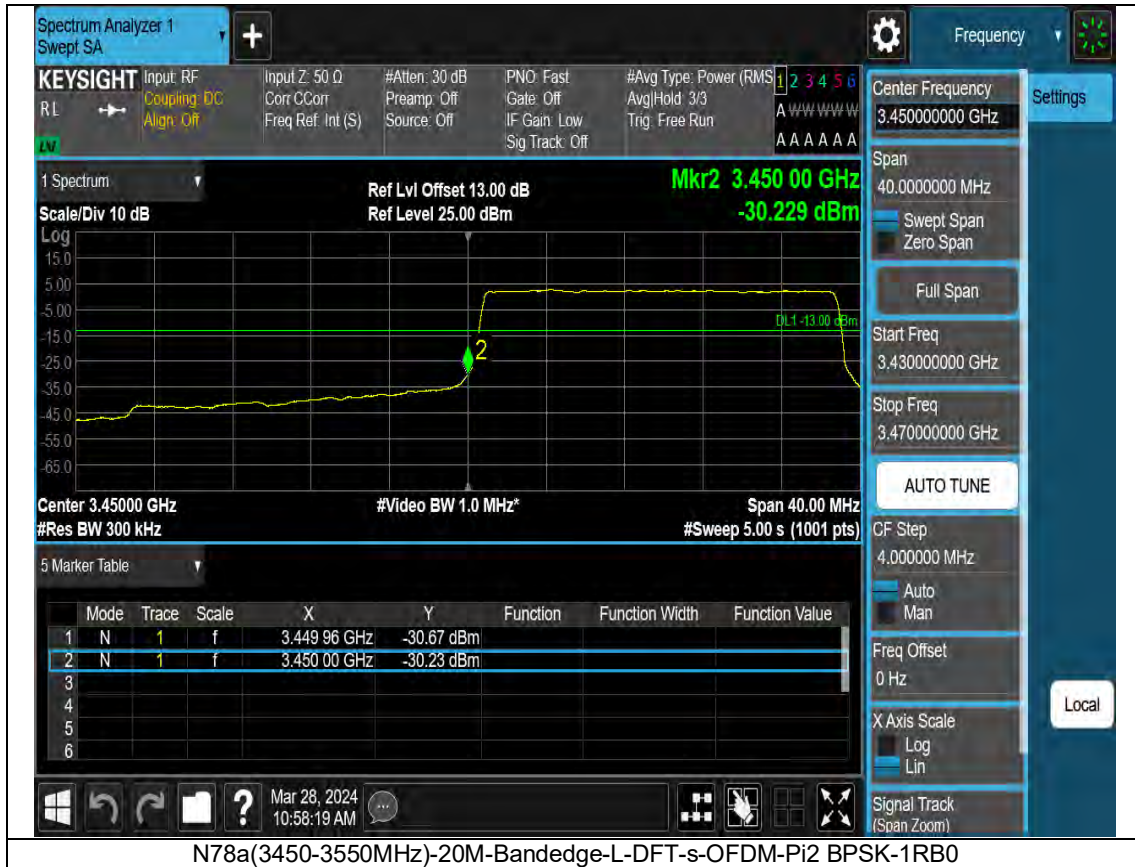 Spectrum Analyzer 1
Swept SA
+
Frequency
KEYSIGHT Input: RF Input Z: 50 Ω #Atten: 30 dB PNO: Fast #Avg Type: Power (RMS 1 2 3 4 5 6
RL Coupling: DC Corr CCorr Preamp: Off Gate: Off Avg|Hold: 3/3 A W W W W W
Align: Off Freq Ref: Int (S) Source: Off IF Gain: Low Trig: Free Run
Sig Track: Off A A A A A A
1 Spectrum
Ref Lvl Offset 13.00 dB
Mkr2 3.450 00 GHz
Scale/Div 10 dB
Ref Level 25.00 dBm
-30.229 dBm
Log
15.0
5.00
-5.00
-15.0
-25.0
-35.0
-45.0
-55.0
-65.0
DL1 -13.00 dBm
2
Center 3.45000 GHz #Video BW 1.0 MHz* Span 40.00 MHz
#Res BW 300 kHz #Sweep 5.00 s (1001 pts)
5 Marker Table
Mode Trace Scale X Y Function Function Width Function Value
1 N 1 f 3.449 96 GHz -30.67 dBm
2 N 1 f 3.450 00 GHz -30.23 dBm
3
4
5
6
Mar 28, 2024
10:58:19 AM
?
Center Frequency
3.450000000 GHz
Settings
Span
40.0000000 MHz
Swept Span
Zero Span
Full Span
Start Freq
3.430000000 GHz
Stop Freq
3.470000000 GHz
AUTO TUNE
CF Step
4.000000 MHz
Auto
Man
Freq Offset
0 Hz
Local
X Axis Scale
Log
Lin
Signal Track
(Span Zoom)
N78a(3450-3550MHz)-20M-Bandedge-L-DFT-s-OFDM-Pi2 BPSK-1RB0